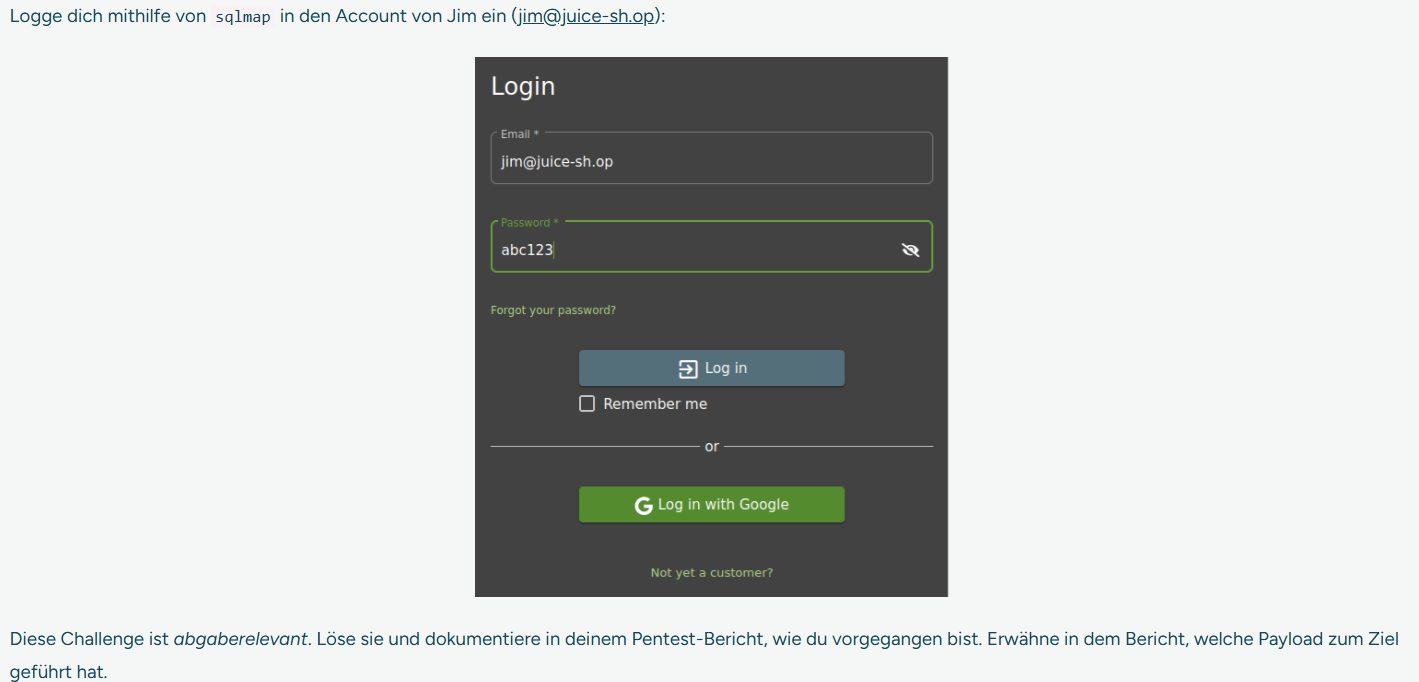 Logge dich mithilfe von sqlmap in den Account von Jim ein (jim@juice-sh.op):
Login
Email *
jim@juice-sh.op
Password *
abc123
Forgot your password?
Log in
Remember me
or
G Log in with Google
Not yet a customer?
Diese Challenge ist abgaberelevant. Löse sie und dokumentiere in deinem Pentest-Bericht, wie du vorgegangen bist. Erwähne in dem Bericht, welche Payload zum Ziel
geführt hat.